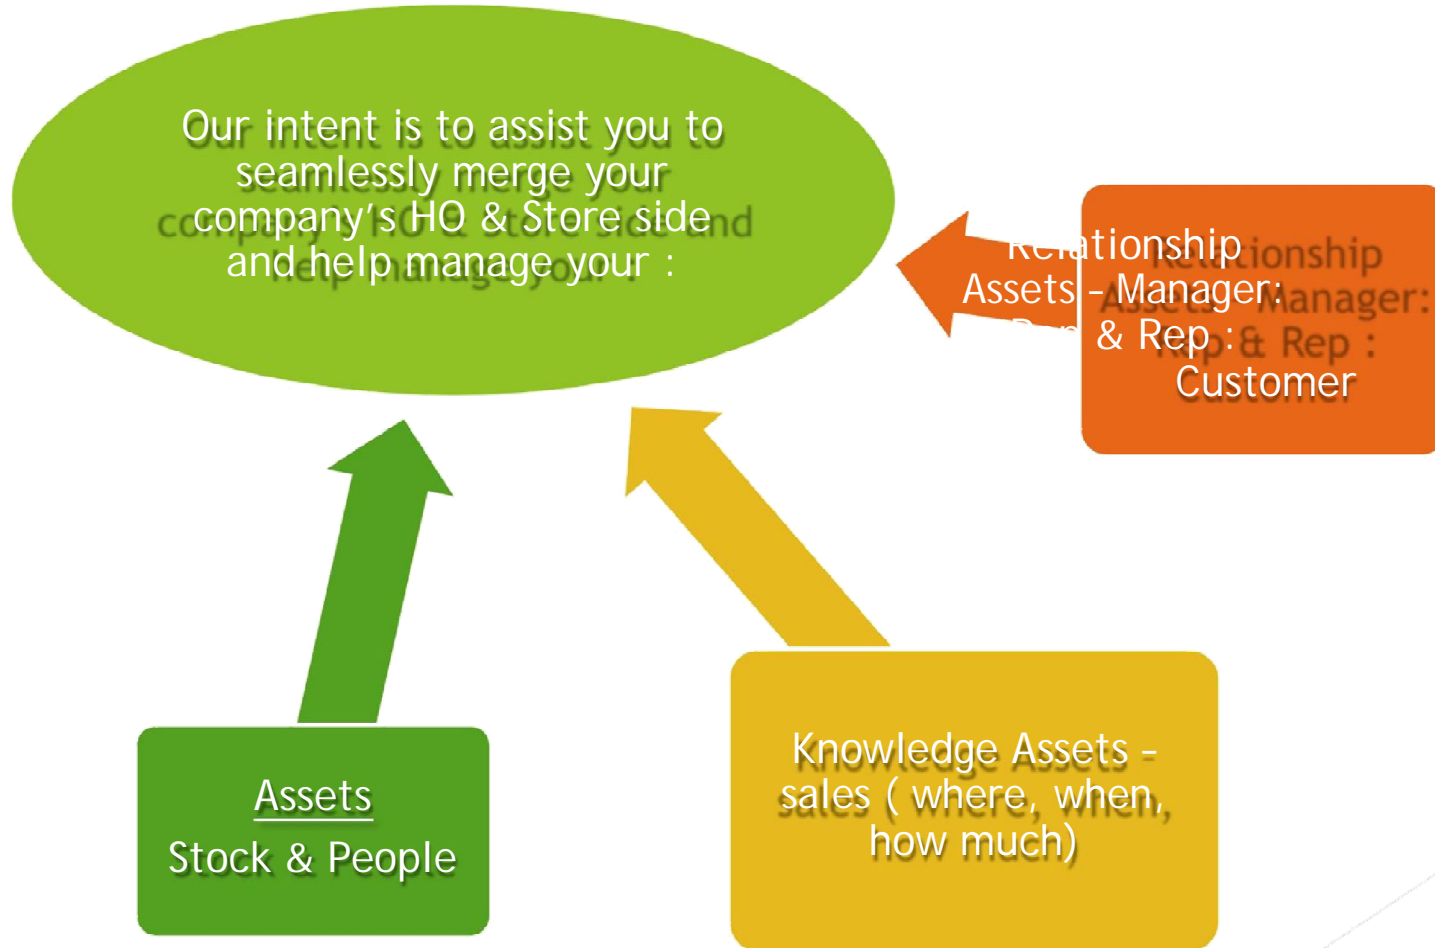 Our intent is to assist you to
seamlessly merge your
company's HO & Store side
and help manage your :
Relationship
Assets – Manager:
Rep & Rep :
Customer
Assets
Stock & People
Knowledge Assets –
sales ( where, when,
how much)